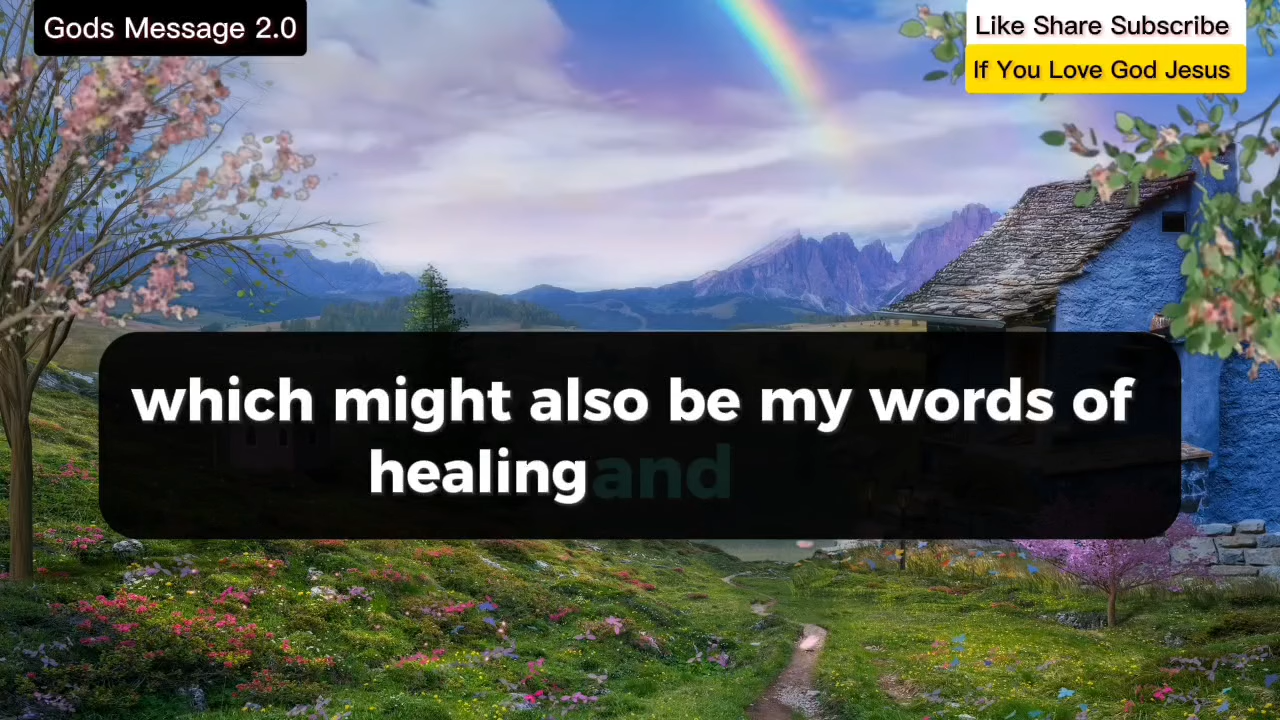 Gods Message 2.0
Like Share Subscribe
If You Love God Jesus
which might also be my words of
healing and